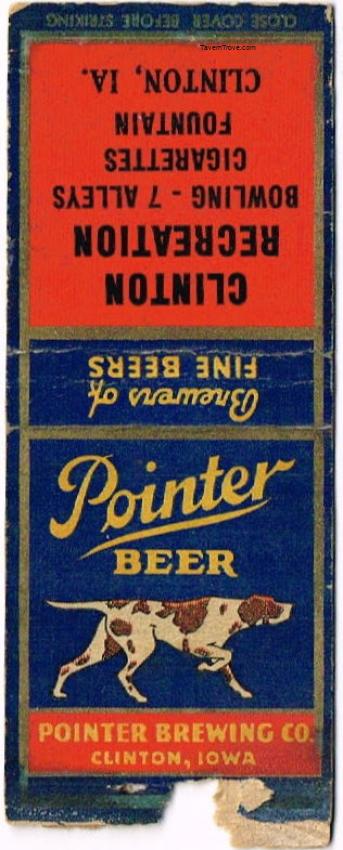 CLOSE COVER BEFORE STRIKING
TavernTrove.com
CLINTON
RECREATION
BOWLING - 7 ALLEYS
CIGARETTES
FOUNTAIN
CLINTON, IA.
Brewers of
FINE BEERS
Pointer
BEER
POINTER BREWING CO.
CLINTON, IOWA